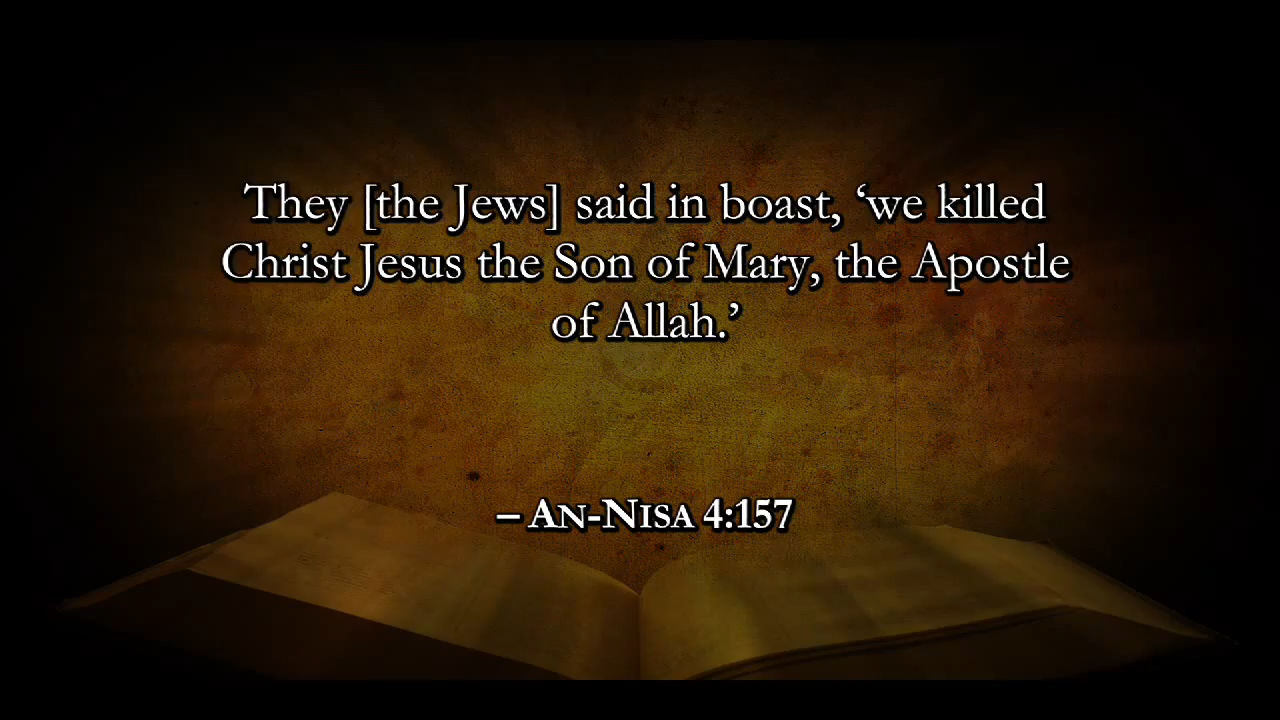 They [the Jews] said in boast, ‘we killed
Christ Jesus the Son of Mary, the Apostle
of Allah.’
– AN-NISA 4:157